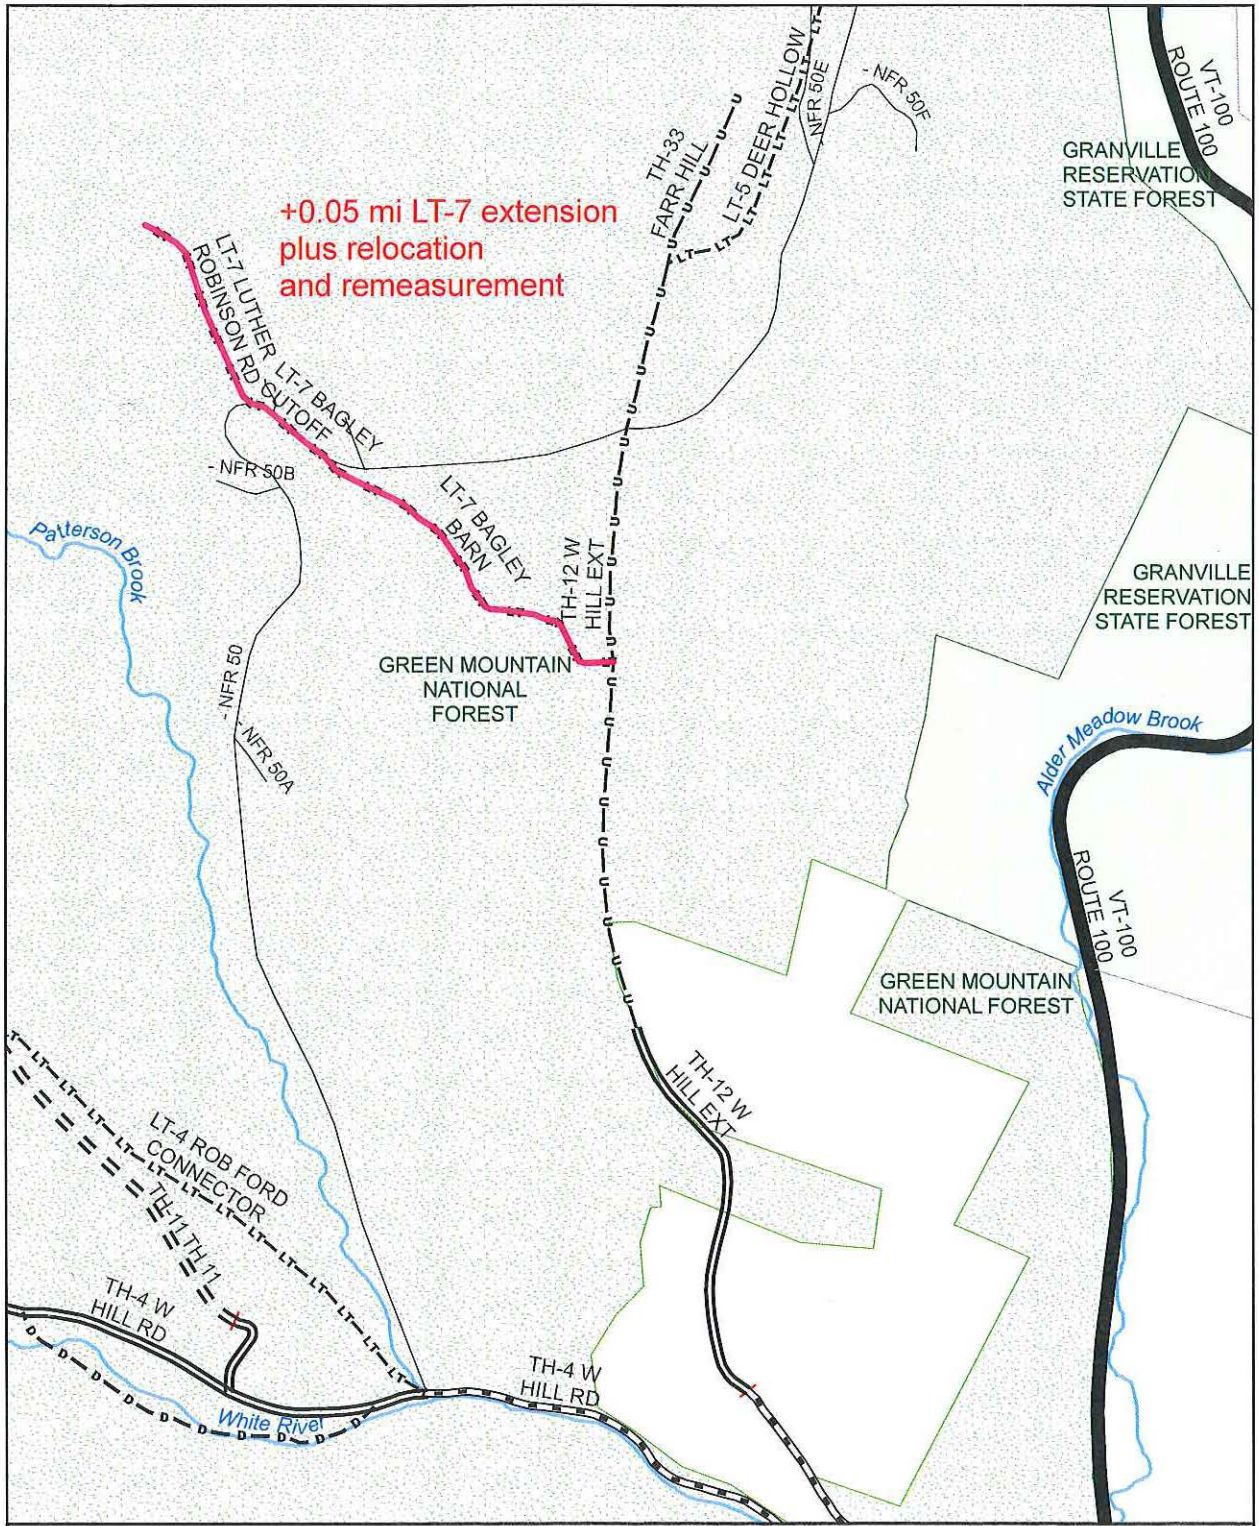 LT-5 DEER HOLLOW
NFR 50E
- NFR 50F
VT-100
ROUTE 100
TH-33
FARR HILL
GRANVILLE
RESERVATION
STATE FOREST
+0.05 mi LT-7 extension
plus relocation
and remeasurement
LT-7 LUTHER
ROBINSON RD
LT-7 BAGLEY
CUTOFF
- NFR 50B
LT-7 BAGLEY
BARN
TH-12 W
HILL EXT
Patterson Brook
GRANVILLE
RESERVATION
STATE FOREST
GREEN MOUNTAIN
NATIONAL
FOREST
- NFR 50
- NFR 50A
Alder Meadow Brook
VT-100
ROUTE 100
GREEN MOUNTAIN
NATIONAL FOREST
TH-12 W
HILL EXT
LT-4 ROB FORD
CONNECTOR
TH-11 TH 11
TH-4 W
HILL RD
TH-4 W
HILL RD
White River